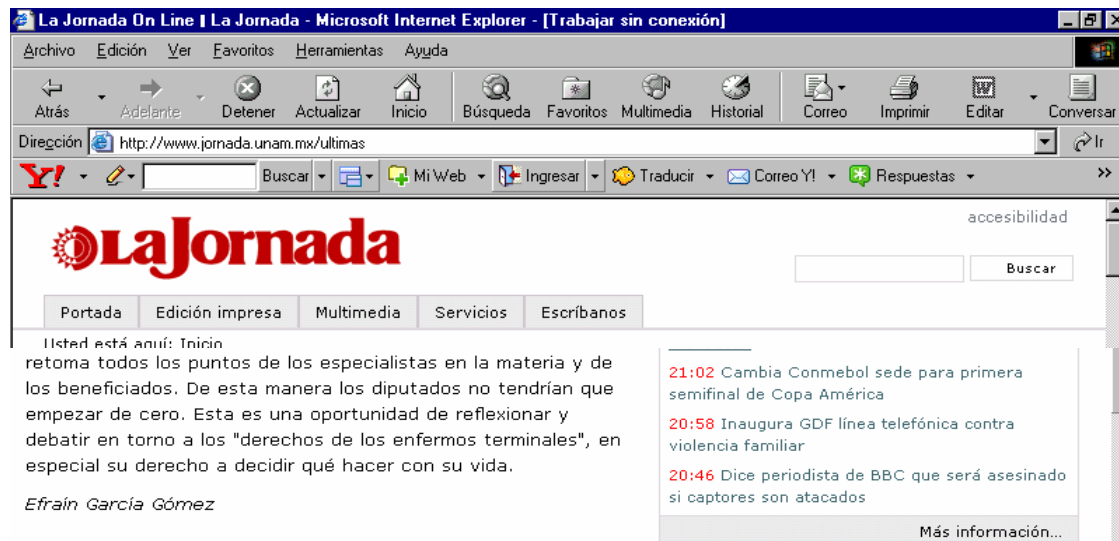 La Jornada On Line | La Jornada - Microsoft Internet Explorer - [Trabajar sin conexión]
Archivo Edición Ver Favoritos Herramientas Ayuda
Atrás Adelante Detener Actualizar Inicio Búsqueda Favoritos Multimedia Historial Correo Imprimir Editar Conversar
Dirección http://www.jornada.unam.mx/ultimas Ir
Y! Buscar Mi Web Ingresar Traducir Correo Y! Respuestas »
accesibilidad
La Jornada
Buscar
Portada Edición impresa Multimedia Servicios Escríbanos
Usted está aquí: Inicio
retoma todos los puntos de los especialistas en la materia y de
los beneficiados. De esta manera los diputados no tendrían que
empezar de cero. Esta es una oportunidad de reflexionar y
debatir en torno a los "derechos de los enfermos terminales", en
especial su derecho a decidir qué hacer con su vida.
Efraín García Gómez
21:02 Cambia Conmebol sede para primera
semifinal de Copa América
20:58 Inaugura GDF línea telefónica contra
violencia familiar
20:46 Dice periodista de BBC que será asesinado
si captores son atacados
Más información...